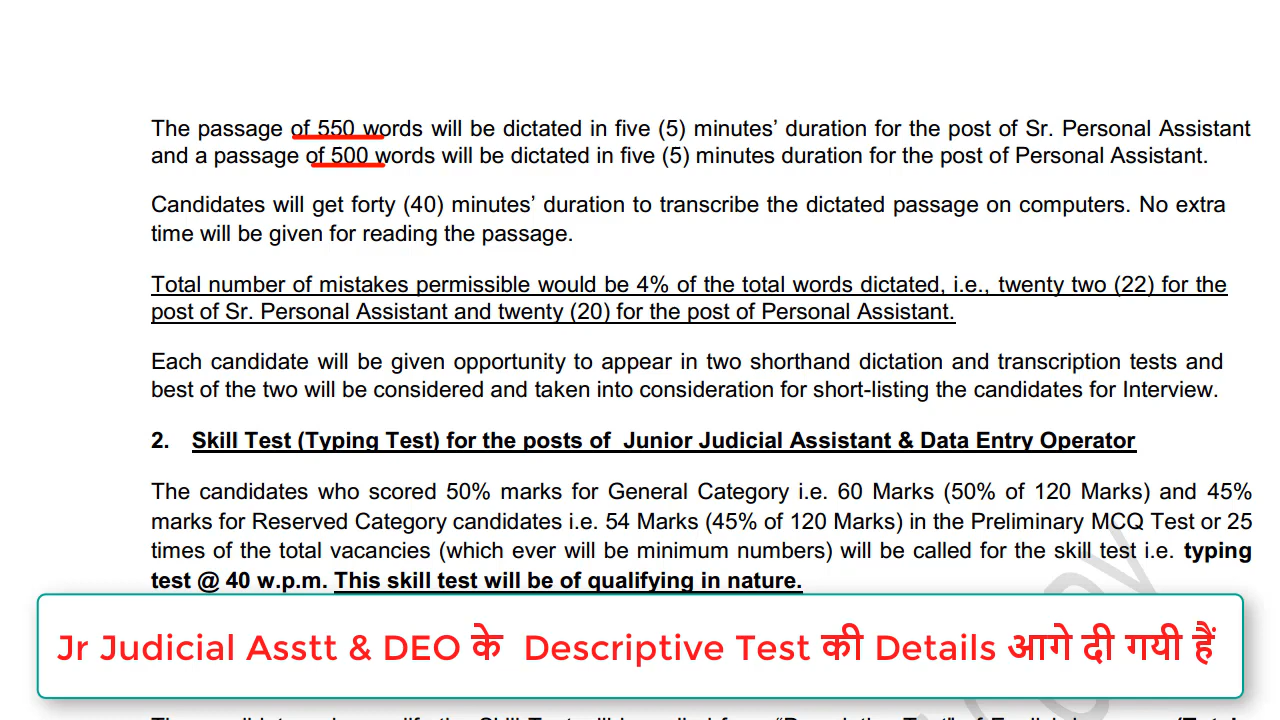 The passage of 550 words will be dictated in five (5) minutes’ duration for the post of Sr. Personal Assistant
and a passage of 500 words will be dictated in five (5) minutes duration for the post of Personal Assistant.
Candidates will get forty (40) minutes’ duration to transcribe the dictated passage on computers. No extra
time will be given for reading the passage.
Total number of mistakes permissible would be 4% of the total words dictated, i.e., twenty two (22) for the
post of Sr. Personal Assistant and twenty (20) for the post of Personal Assistant.
Each candidate will be given opportunity to appear in two shorthand dictation and transcription tests and
best of the two will be considered and taken into consideration for short-listing the candidates for Interview.
2. Skill Test (Typing Test) for the posts of Junior Judicial Assistant & Data Entry Operator
The candidates who scored 50% marks for General Category i.e. 60 Marks (50% of 120 Marks) and 45%
marks for Reserved Category candidates i.e. 54 Marks (45% of 120 Marks) in the Preliminary MCQ Test or 25
times of the total vacancies (which ever will be minimum numbers) will be called for the skill test i.e. typing
test @ 40 w.p.m. This skill test will be of qualifying in nature.
Jr Judicial Asstt & DEO के Descriptive Test की Details आगे दी गयी हैं